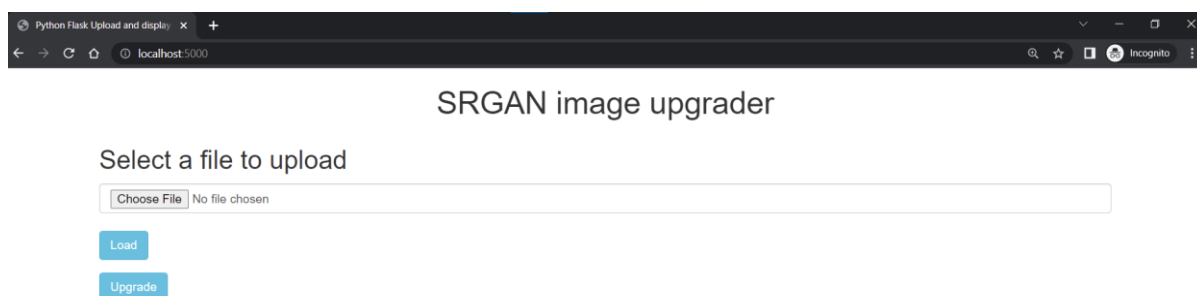 Python Flask Upload and display
localhost:5000
Incognito
SRGAN image upgrader
Select a file to upload
Choose File No file chosen
Load
Upgrade